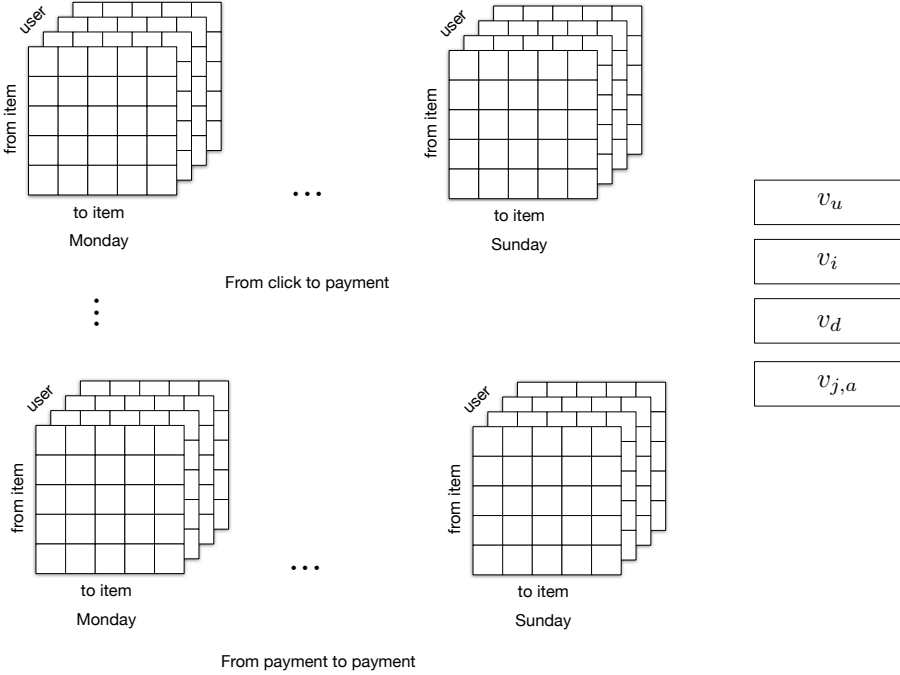 user
from item
to item
Monday
...
user
from item
to item
Sunday
From click to payment
⋮
v_u
v_i
v_d
v_{j,a}
user
from item
to item
Monday
...
user
from item
to item
Sunday
From payment to payment